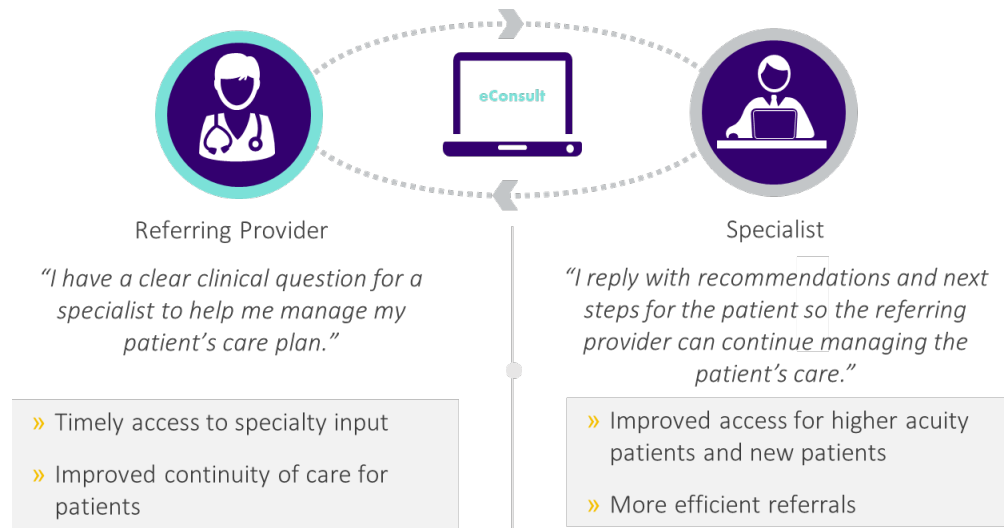 eConsult
Referring Provider
“I have a clear clinical question for a
specialist to help me manage my
patient’s care plan.”
» Timely access to specialty input
» Improved continuity of care for
patients
Specialist
“I reply with recommendations and next
steps for the patient so the referring
provider can continue managing the
patient’s care.”
» Improved access for higher acuity
patients and new patients
» More efficient referrals